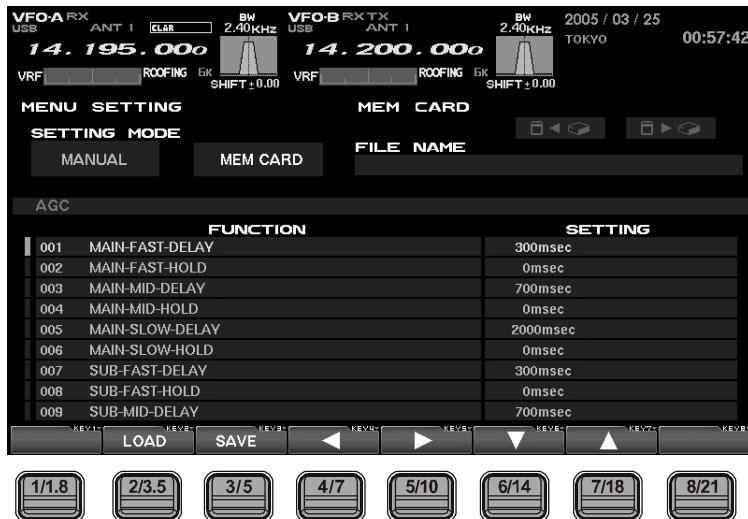 VFO-A RX BW VFO-B RX TX BW 2005 / 03 / 25
USB ANT 1 CLAR 2.40KHz USB ANT 1 2.40KHz TOKYO 00:57:42
14.195.000 14.200.000
VRF ROOFING 6K SHIFT±0.00 VRF ROOFING 6K SHIFT±0.00
MENU SETTING MEM CARD
SETTING MODE
MANUAL MEM CARD FILE NAME
AGC
FUNCTION SETTING
001 MAIN-FAST-DELAY 300msec
002 MAIN-FAST-HOLD 0msec
003 MAIN-MID-DELAY 700msec
004 MAIN-MID-HOLD 0msec
005 MAIN-SLOW-DELAY 2000msec
006 MAIN-SLOW-HOLD 0msec
007 SUB-FAST-DELAY 300msec
008 SUB-FAST-HOLD 0msec
009 SUB-MID-DELAY 700msec
KEY1 KEY2 KEY3 KEY4 KEY5 KEY6 KEY7 KEY8
LOAD SAVE
1/1.8 2/3.5 3/5 4/7 5/10 6/14 7/18 8/21